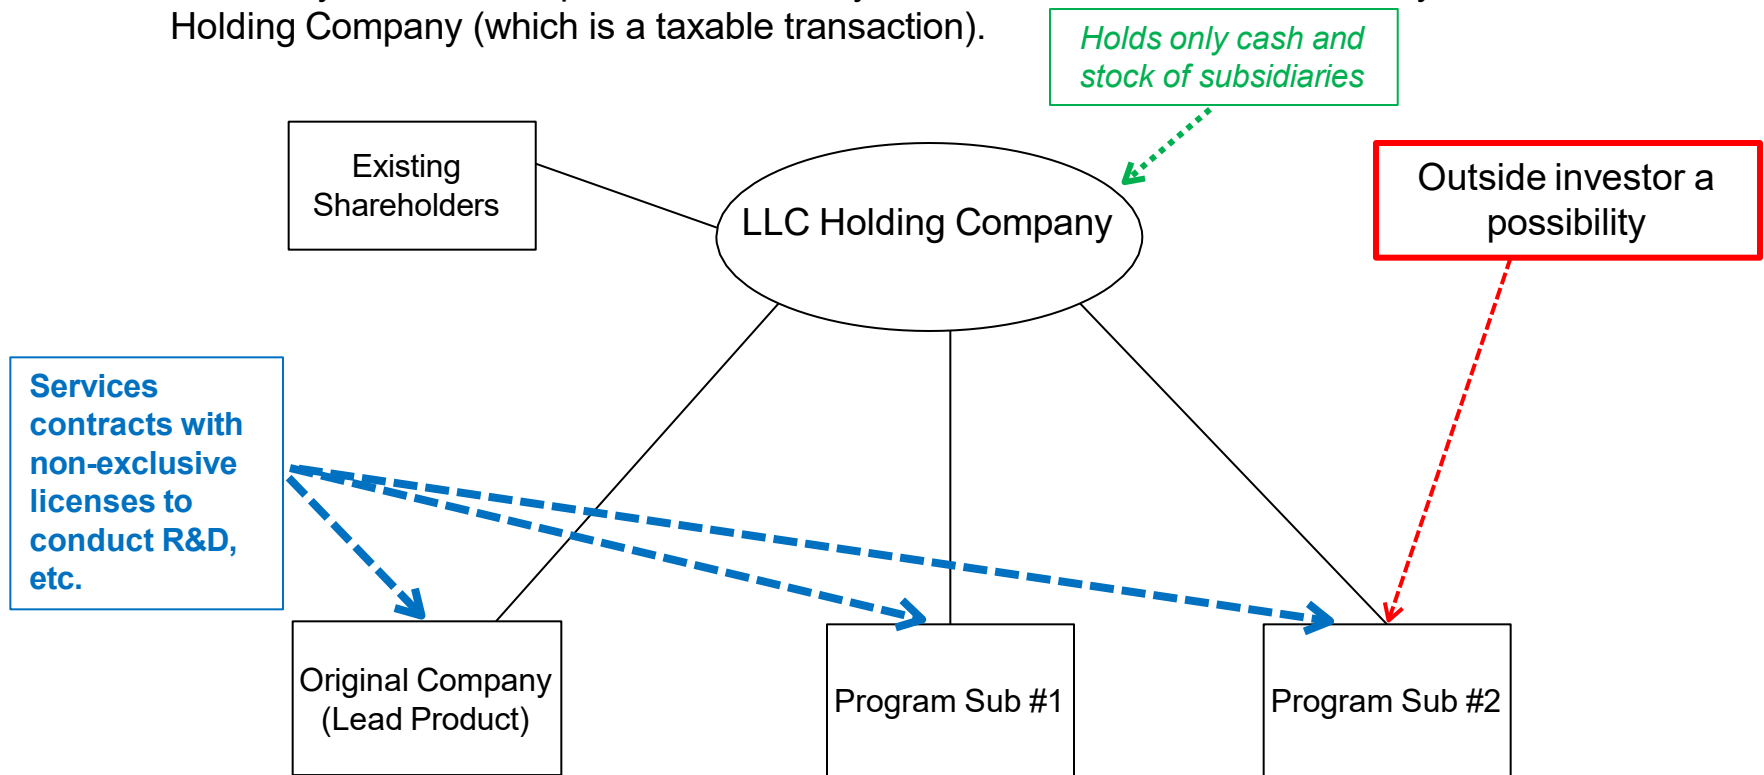 Holding Company (which is a taxable transaction).
Holds only cash and
stock of subsidiaries
Existing
Shareholders
LLC Holding Company
Outside investor a
possibility
Services
contracts with
non-exclusive
licenses to
conduct R&D,
etc.
Original Company
(Lead Product)
Program Sub #1
Program Sub #2